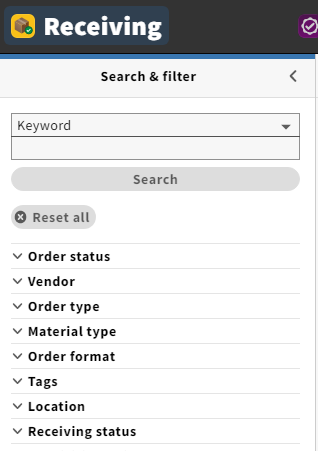 Receiving
Search & filter
Keyword
Search
Reset all
Order status
Vendor
Order type
Material type
Order format
Tags
Location
Receiving status